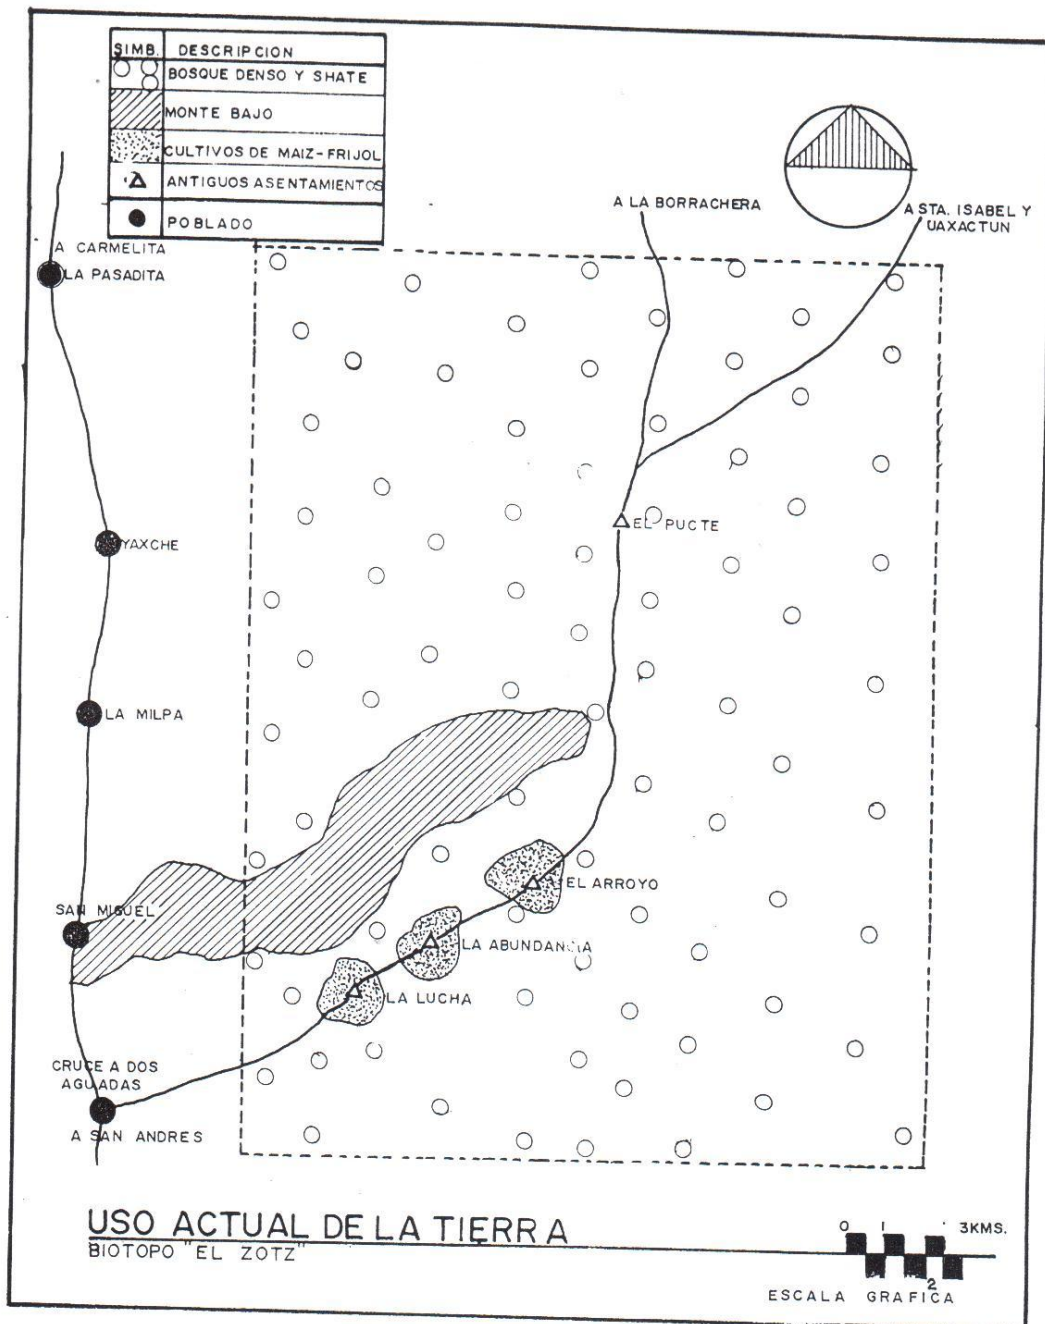 SIMB. DESCRIPCION
BOSQUE DENSO Y SHATE
MONTE BAJO
CULTIVOS DE MAIZ-FRIJOL
ANTIGUOS ASENTAMIENTOS
POBLADO
A LA BORRACHERA
A STA. ISABEL Y
UAXACTUN
A CARMELITA
LA PASADITA
EL PUCTE
YAXCHE
LA MILPA
EL ARROYO
SAN MIGUEL
LA ABUNDANCIA
LA LUCHA
CRUCE A DOS
AGUADAS
A SAN ANDRES
USO ACTUAL DE LA TIERRA
BIOTOPO "EL ZOTZ"
0 1 3KMS.
2
ESCALA GRAFICA